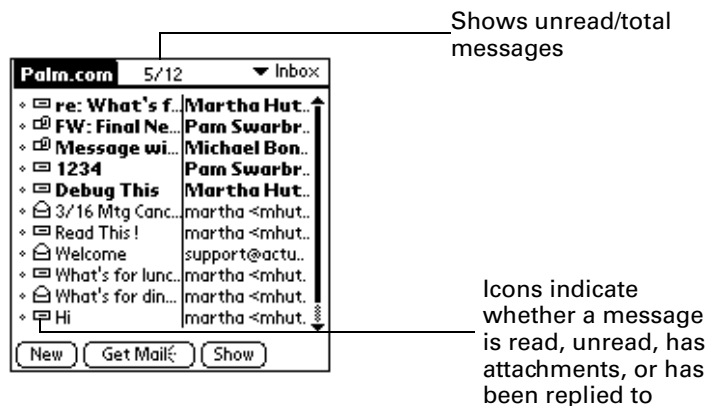 Shows unread/total
messages
Palm.com 5/12 Inbox
re: What's f... Martha Hut..
FW: Final Ne... Pam Swarbr..
Message wi... Michael Bon..
1234 Pam Swarbr..
Debug This Martha Hut..
3/16 Mtg Canc... martha <mhut..
Read This! martha <mhut..
Welcome support@actu..
What's for lunc... martha <mhut.
What's for din... martha <mhut.
Hi martha <mhut.
New Get Mail Show
Icons indicate
whether a message
is read, unread, has
attachments, or has
been replied to